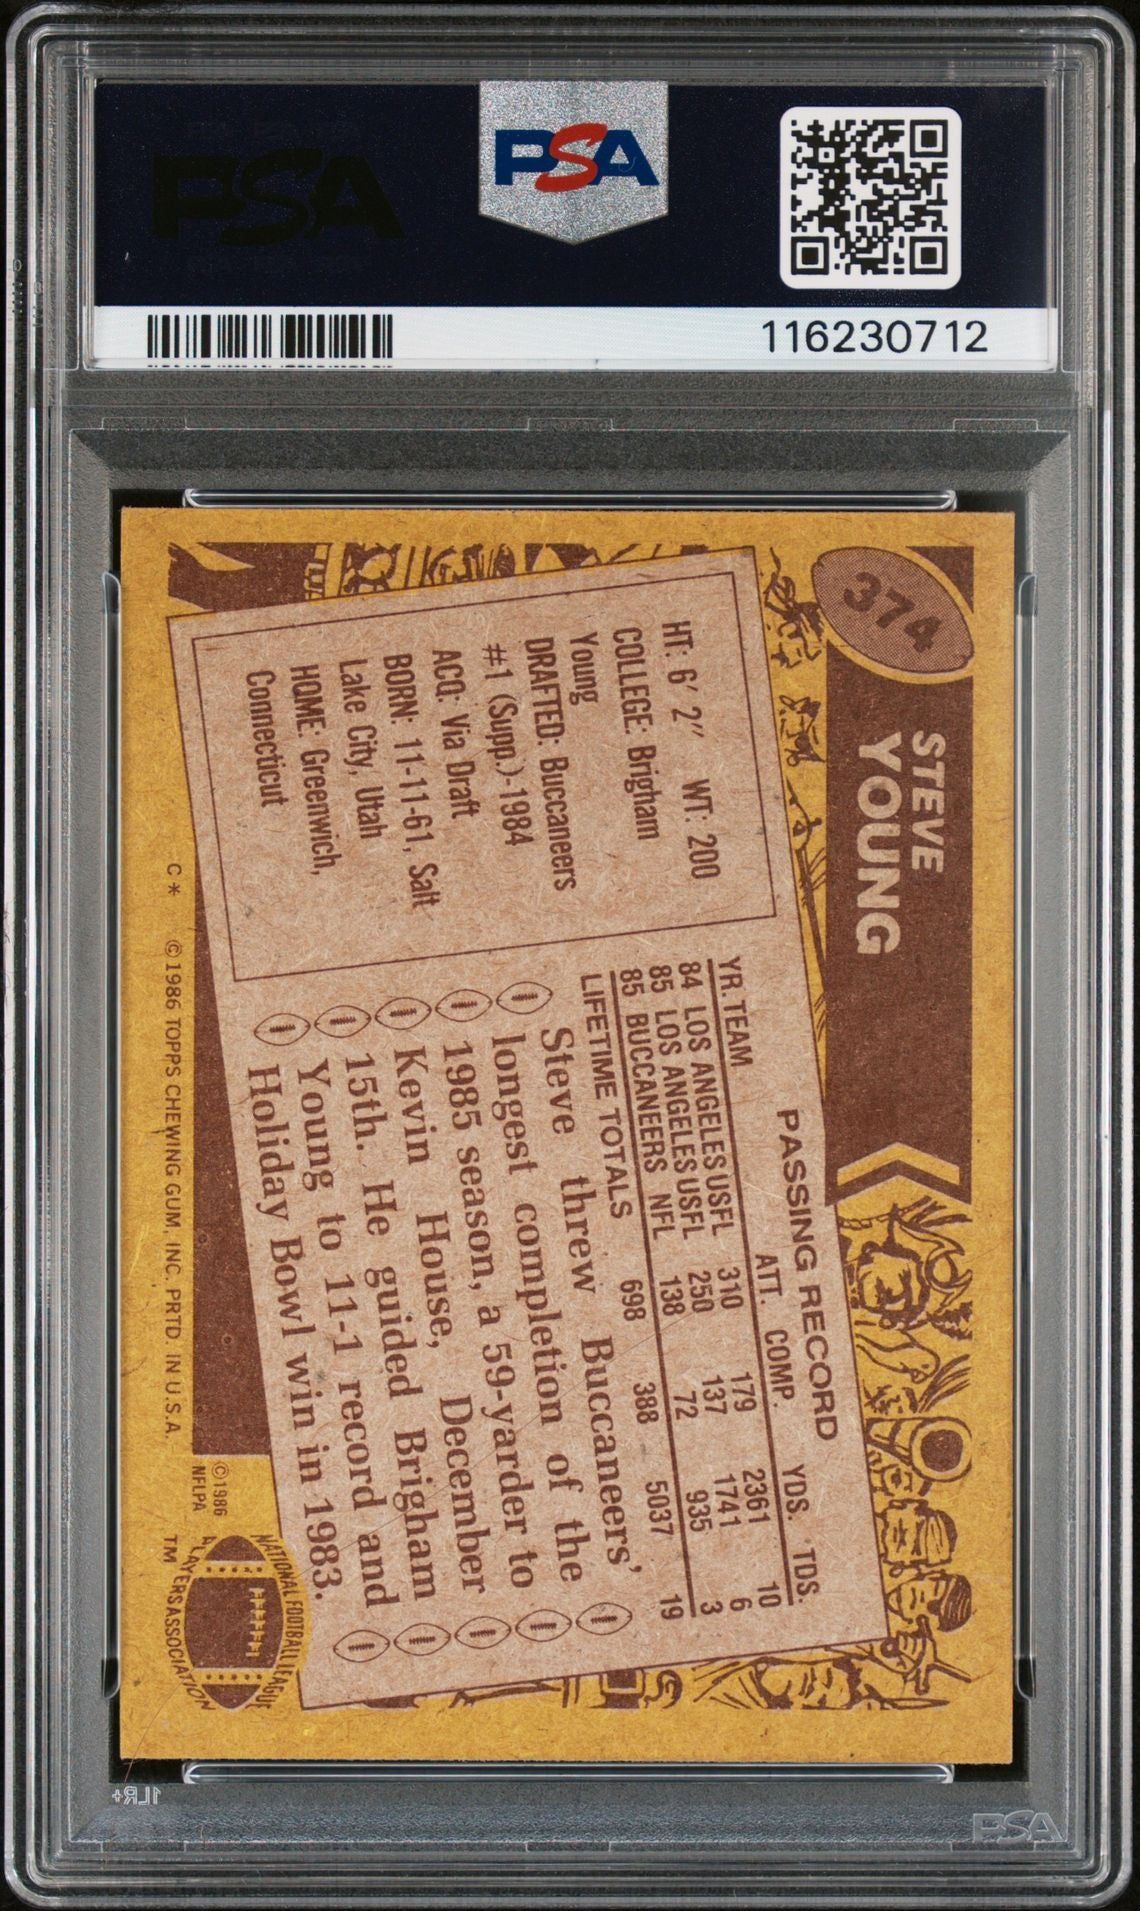 PSA
PSA
116230712
374
STEVE
YOUNG
HT: 6' 2" WT: 200
COLLEGE: Brigham
Young
DRAFTED: Buccaneers
#1 (Supp.)-1984
ACQ: Via Draft
BORN: 11-11-61, Salt
Lake City, Utah
HOME: Greenwich,
Connecticut
PASSING RECORD
YR. TEAM ATT. COMP. YDS. TDS.
84 LOS ANGELES USFL 310 179 2361 10
85 LOS ANGELES USFL 250 137 1741 6
85 BUCCANEERS NFL 138 72 935 3
LIFETIME TOTALS 698 388 5037 19
Steve threw Buccaneers'
longest completion of the
1985 season, a 59-yarder to
Kevin House, December
15th. He guided Brigham
Young to 11-1 record and
Holiday Bowl win in 1983.
C* ©1986 TOPPS CHEWING GUM, INC. PRTD. IN U.S.A.
©1986
NFLPA
NATIONAL FOOTBALL LEAGUE
PLAYERS ASSOCIATION
TM
1LR+
PSA